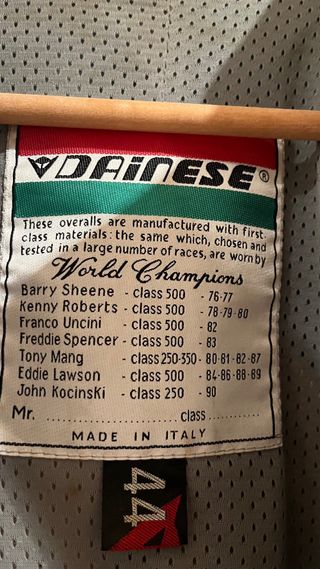 DAINESE®
These overalls are manufactured with first-
class materials: the same which, chosen and
tested in a large number of races, are worn by
World Champions
Barry Sheene - class 500 - 76-77
Kenny Roberts - class 500 - 78-79-80
Franco Uncini - class 500 - 82
Freddie Spencer - class 500 - 83
Tony Mang - class 250-350 - 80-81-82-87
Eddie Lawson - class 500 - 84-86-88-89
John Kocinski - class 250 - 90
Mr. .............................. class ............
MADE IN ITALY
44